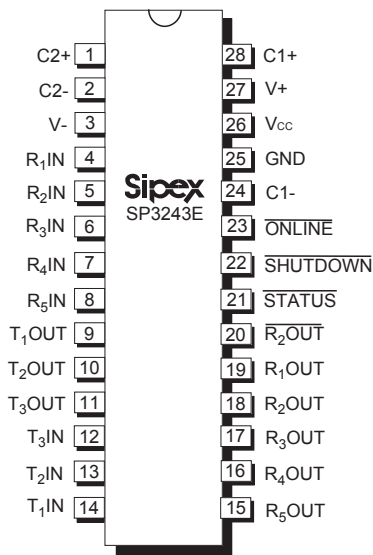 C2+ 1 28 C1+
C2- 2 27 V+
V- 3 26 VCC
R1IN 4 25 GND
R2IN 5 Sipex 24 C1-
R3IN 6 SP3243E 23 ONLINE
R4IN 7 22 SHUTDOWN
R5IN 8 21 STATUS
T1OUT 9 20 R2OUT
T2OUT 10 19 R1OUT
T3OUT 11 18 R2OUT
T3IN 12 17 R3OUT
T2IN 13 16 R4OUT
T1IN 14 15 R5OUT